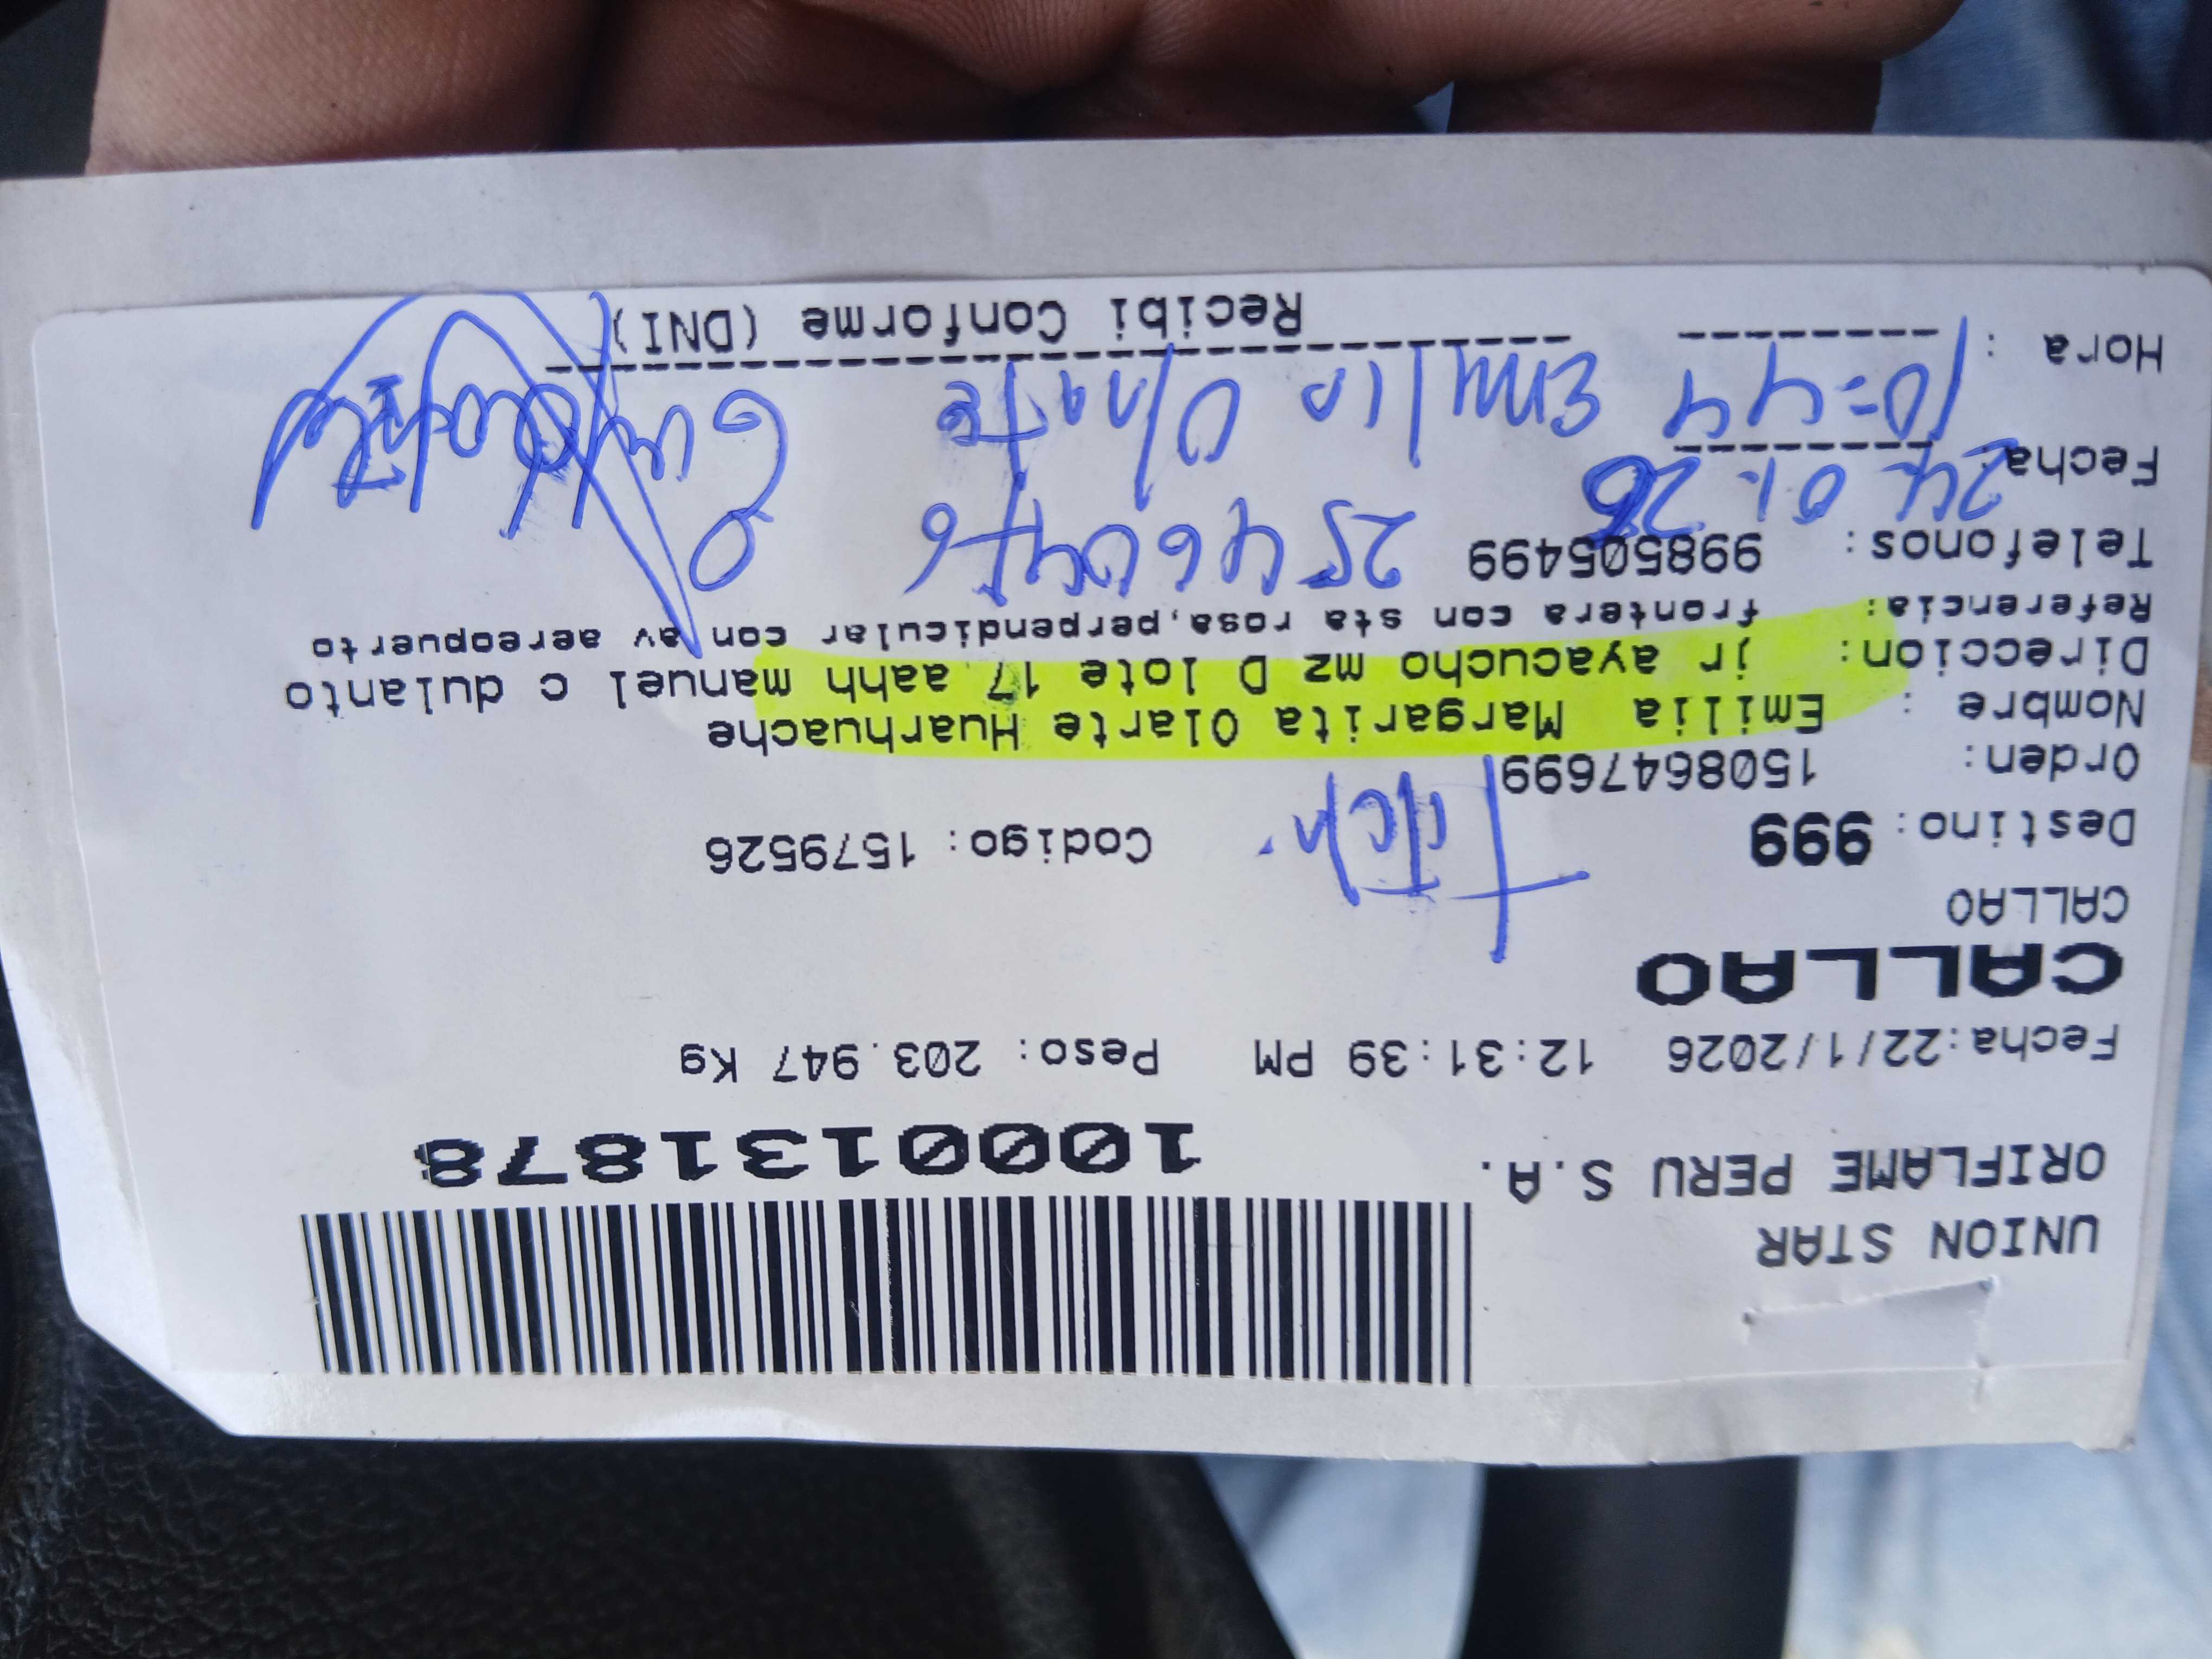 UNION STAR
ORIFLAME PERU S.A.
1000131878
Fecha:22/1/2026 12:31:39 PM Peso: 203.947 Kg
CALLAO
CALLAO
Destino: 999 Codigo: 1579526
Orden: 1508647699
Nombre : Emilia Margarita Olarte Huarhuache
Direccion: jr ayacucho mz D lote 17 aahh manuel c dulanto
Referencia: frontera con sta rosa,perpendicular con av aereopuerto
Telefonos: 998505499
Fecha: 24.01.26
Hora : 10:44 Emilia Olarte
Recibi Conforme (DNI)